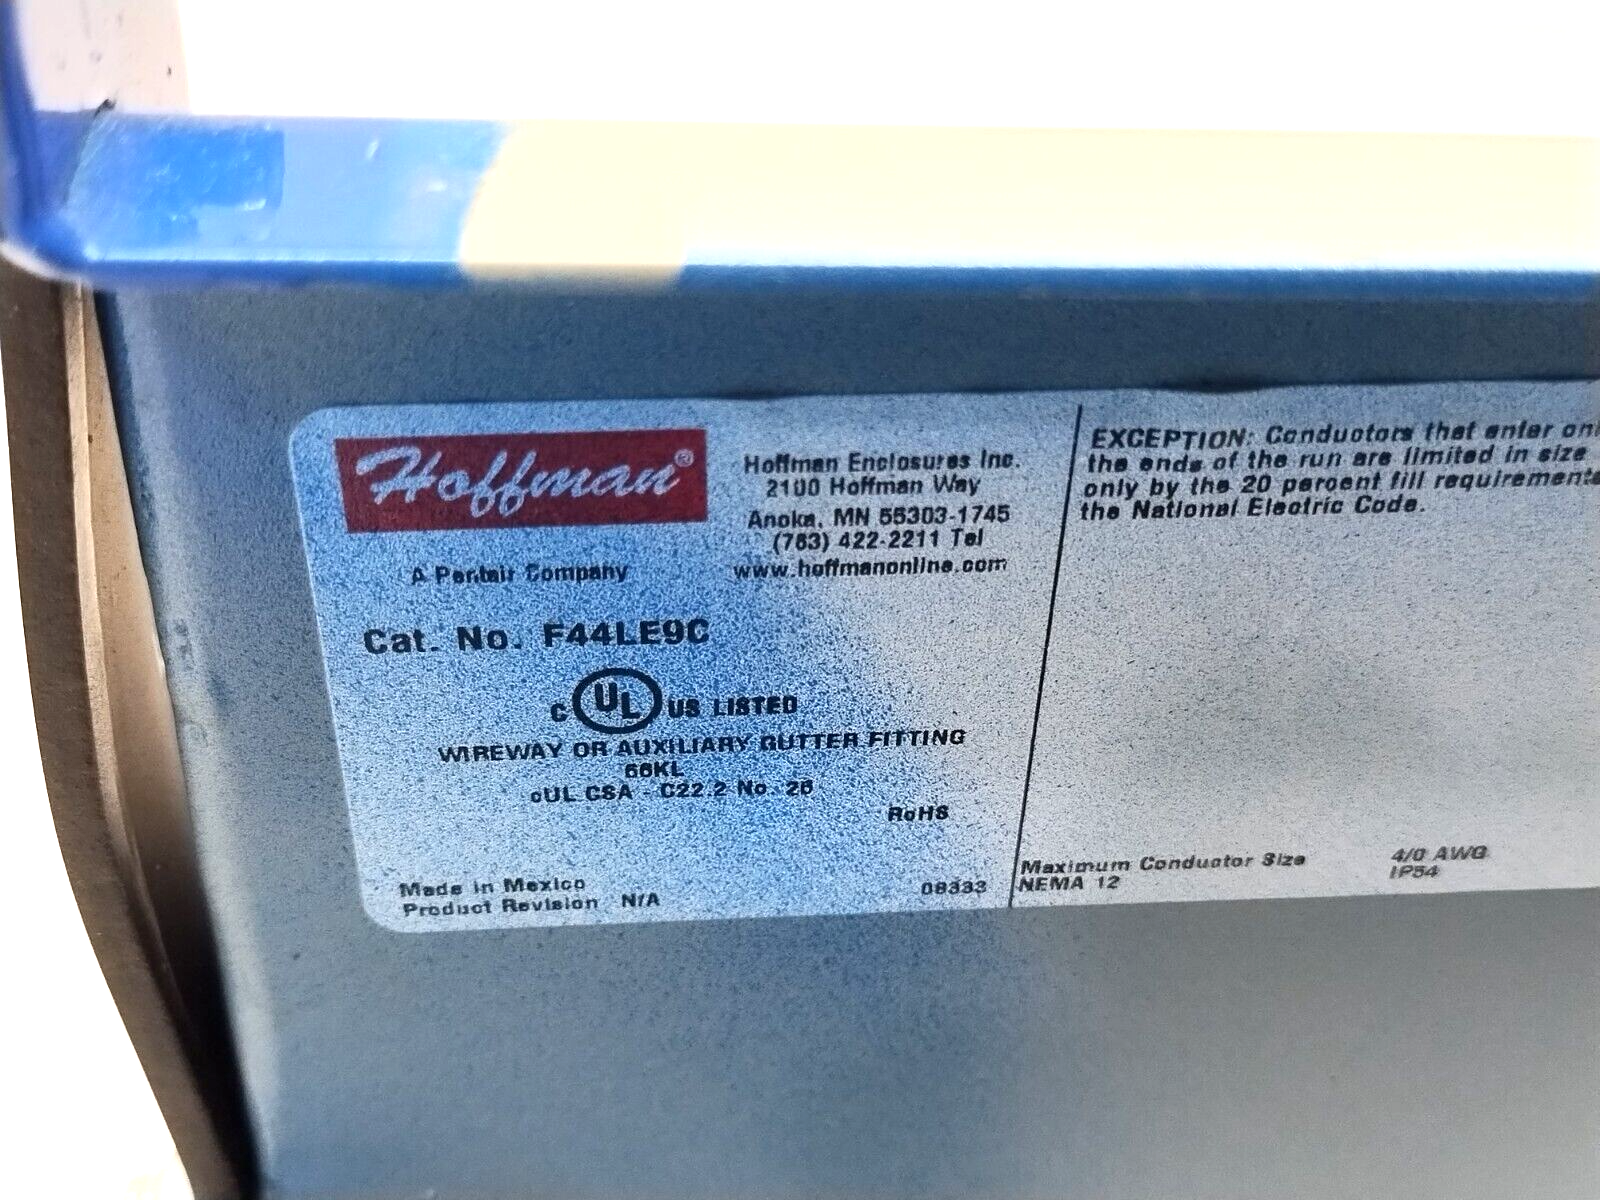 Hoffman®
A Pentair Company
Hoffman Enclosures Inc.
2100 Hoffman Way
Anoka, MN 55303-1745
(763) 422-2211 Tel
www.hoffmanonline.com
Cat. No. F44LE9C
c UL US LISTED
WIREWAY OR AUXILIARY GUTTER FITTING
66KL
cUL CSA - C22.2 No. 26
RoHS
Made in Mexico
Product Revision N/A
08333
EXCEPTION: Conductors that enter
the ends of the run are limited in size
only by the 20 percent fill requirements
the National Electric Code.
Maximum Conductor Size 4/0 AWG
NEMA 12 IP54